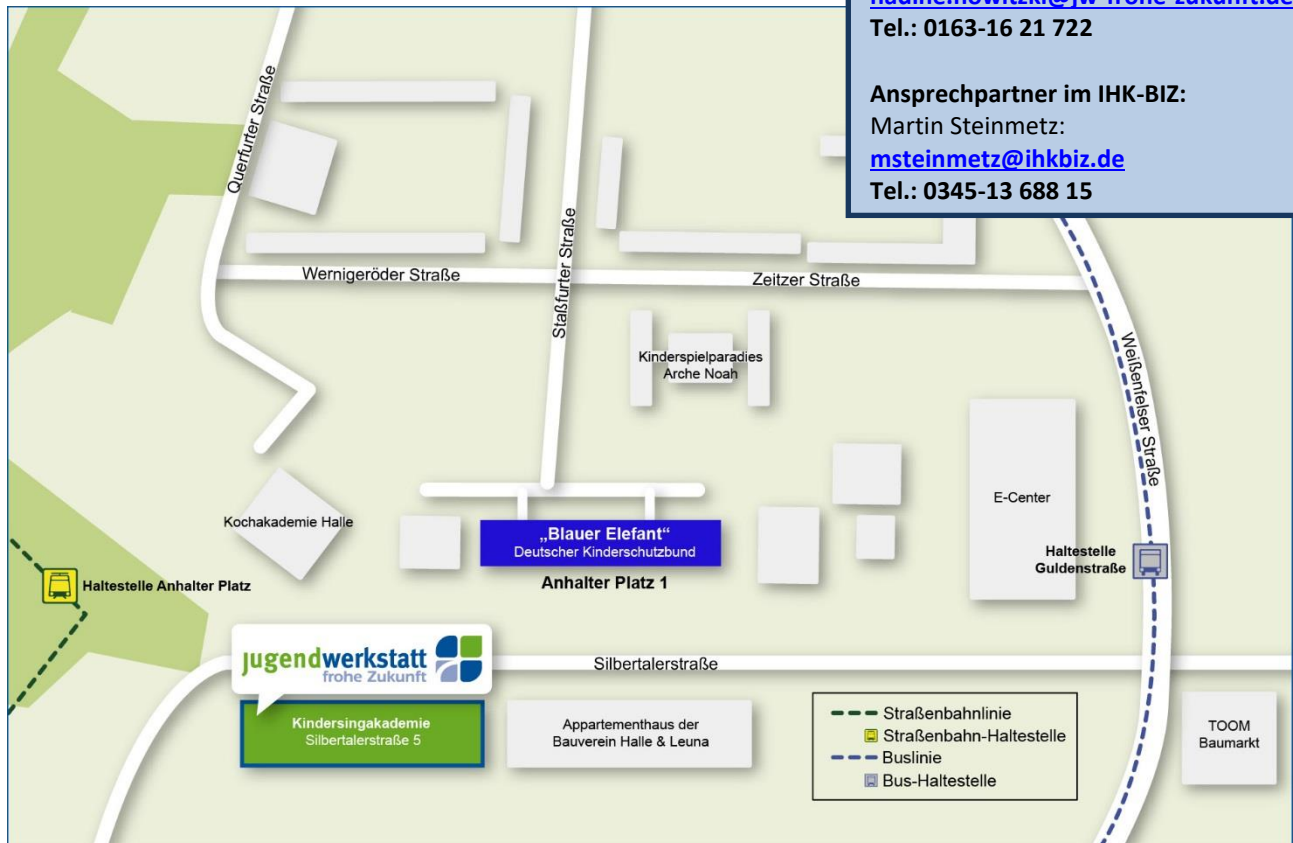 Tel.: 0163-16 21 722
Ansprechpartner im IHK-BIZ:
Martin Steinmetz:
msteinmetz@ihkbiz.de
Tel.: 0345-13 688 15
Querfurter Straße
Wernigeröder Straße
Staßfurter Straße
Zeitzer Straße
Weißenfelser Straße
Kinderspielparadies
Arche Noah
E-Center
Kochakademie Halle
„Blauer Elefant“
Deutscher Kinderschutzbund
Anhalter Platz 1
Haltestelle
Guldenstraße
Haltestelle Anhalter Platz
jugendwerkstatt
frohe Zukunft
Silbertalerstraße
Kindersingakademie
Silbertalerstraße 5
Appartementhaus der
Bauverein Halle & Leuna
Straßenbahnlinie
Straßenbahn-Haltestelle
Buslinie
Bus-Haltestelle
TOOM
Baumarkt